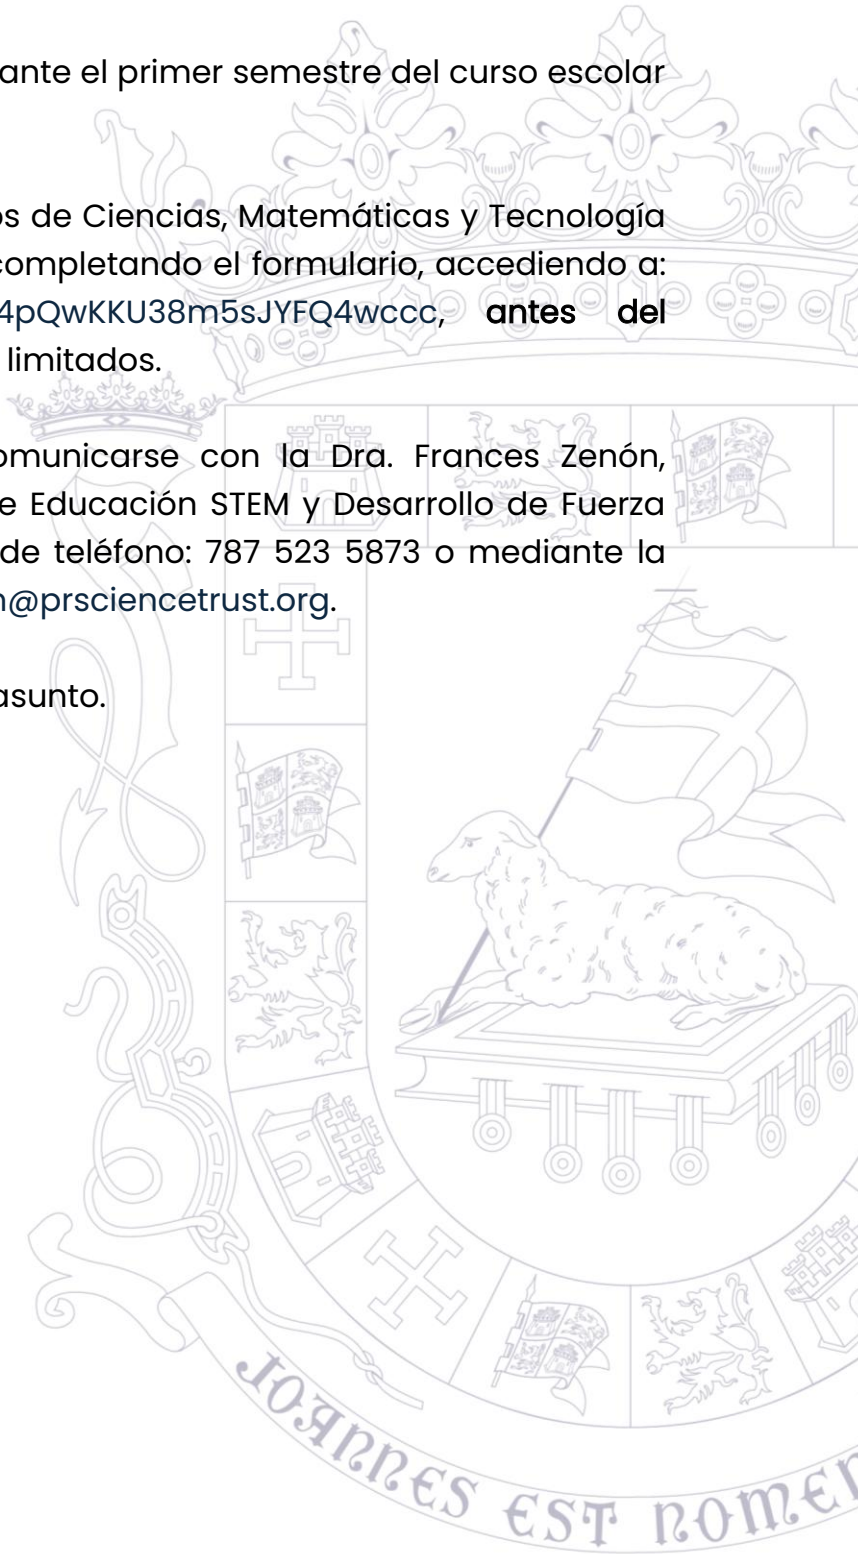 ante el primer semestre del curso escolar
os de Ciencias, Matemáticas y Tecnología
completando el formulario, accediendo a:
4pQwKKU38m5sJYFQ4wccc, antes del
limitados.
omunicarse con la Dra. Frances Zenón,
e Educación STEM y Desarrollo de Fuerza
de teléfono: 787 523 5873 o mediante la
n@prsciencetrust.org.
asunto.
JOANNES EST NOMEN